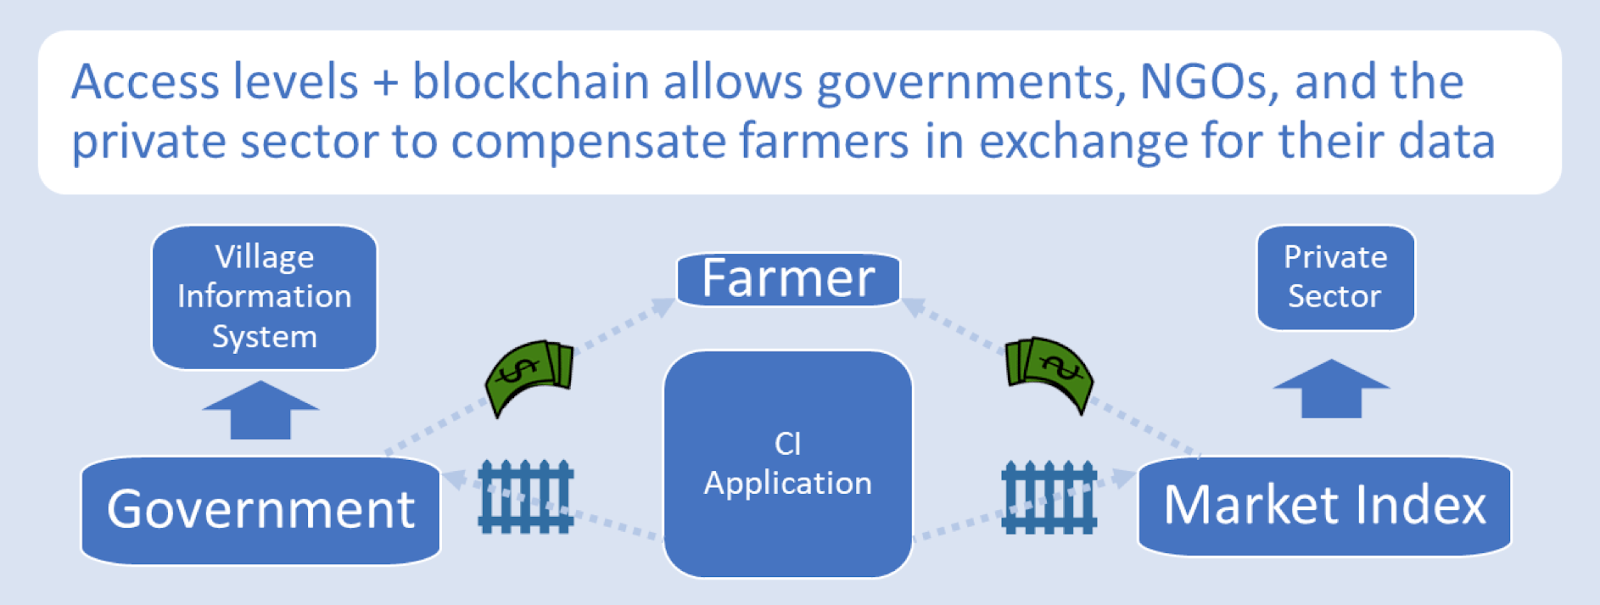 Access levels + blockchain allows governments, NGOs, and the
private sector to compensate farmers in exchange for their data
Village
Information
System
Farmer
Private
Sector
$
$
CI
Application
Government
Market Index